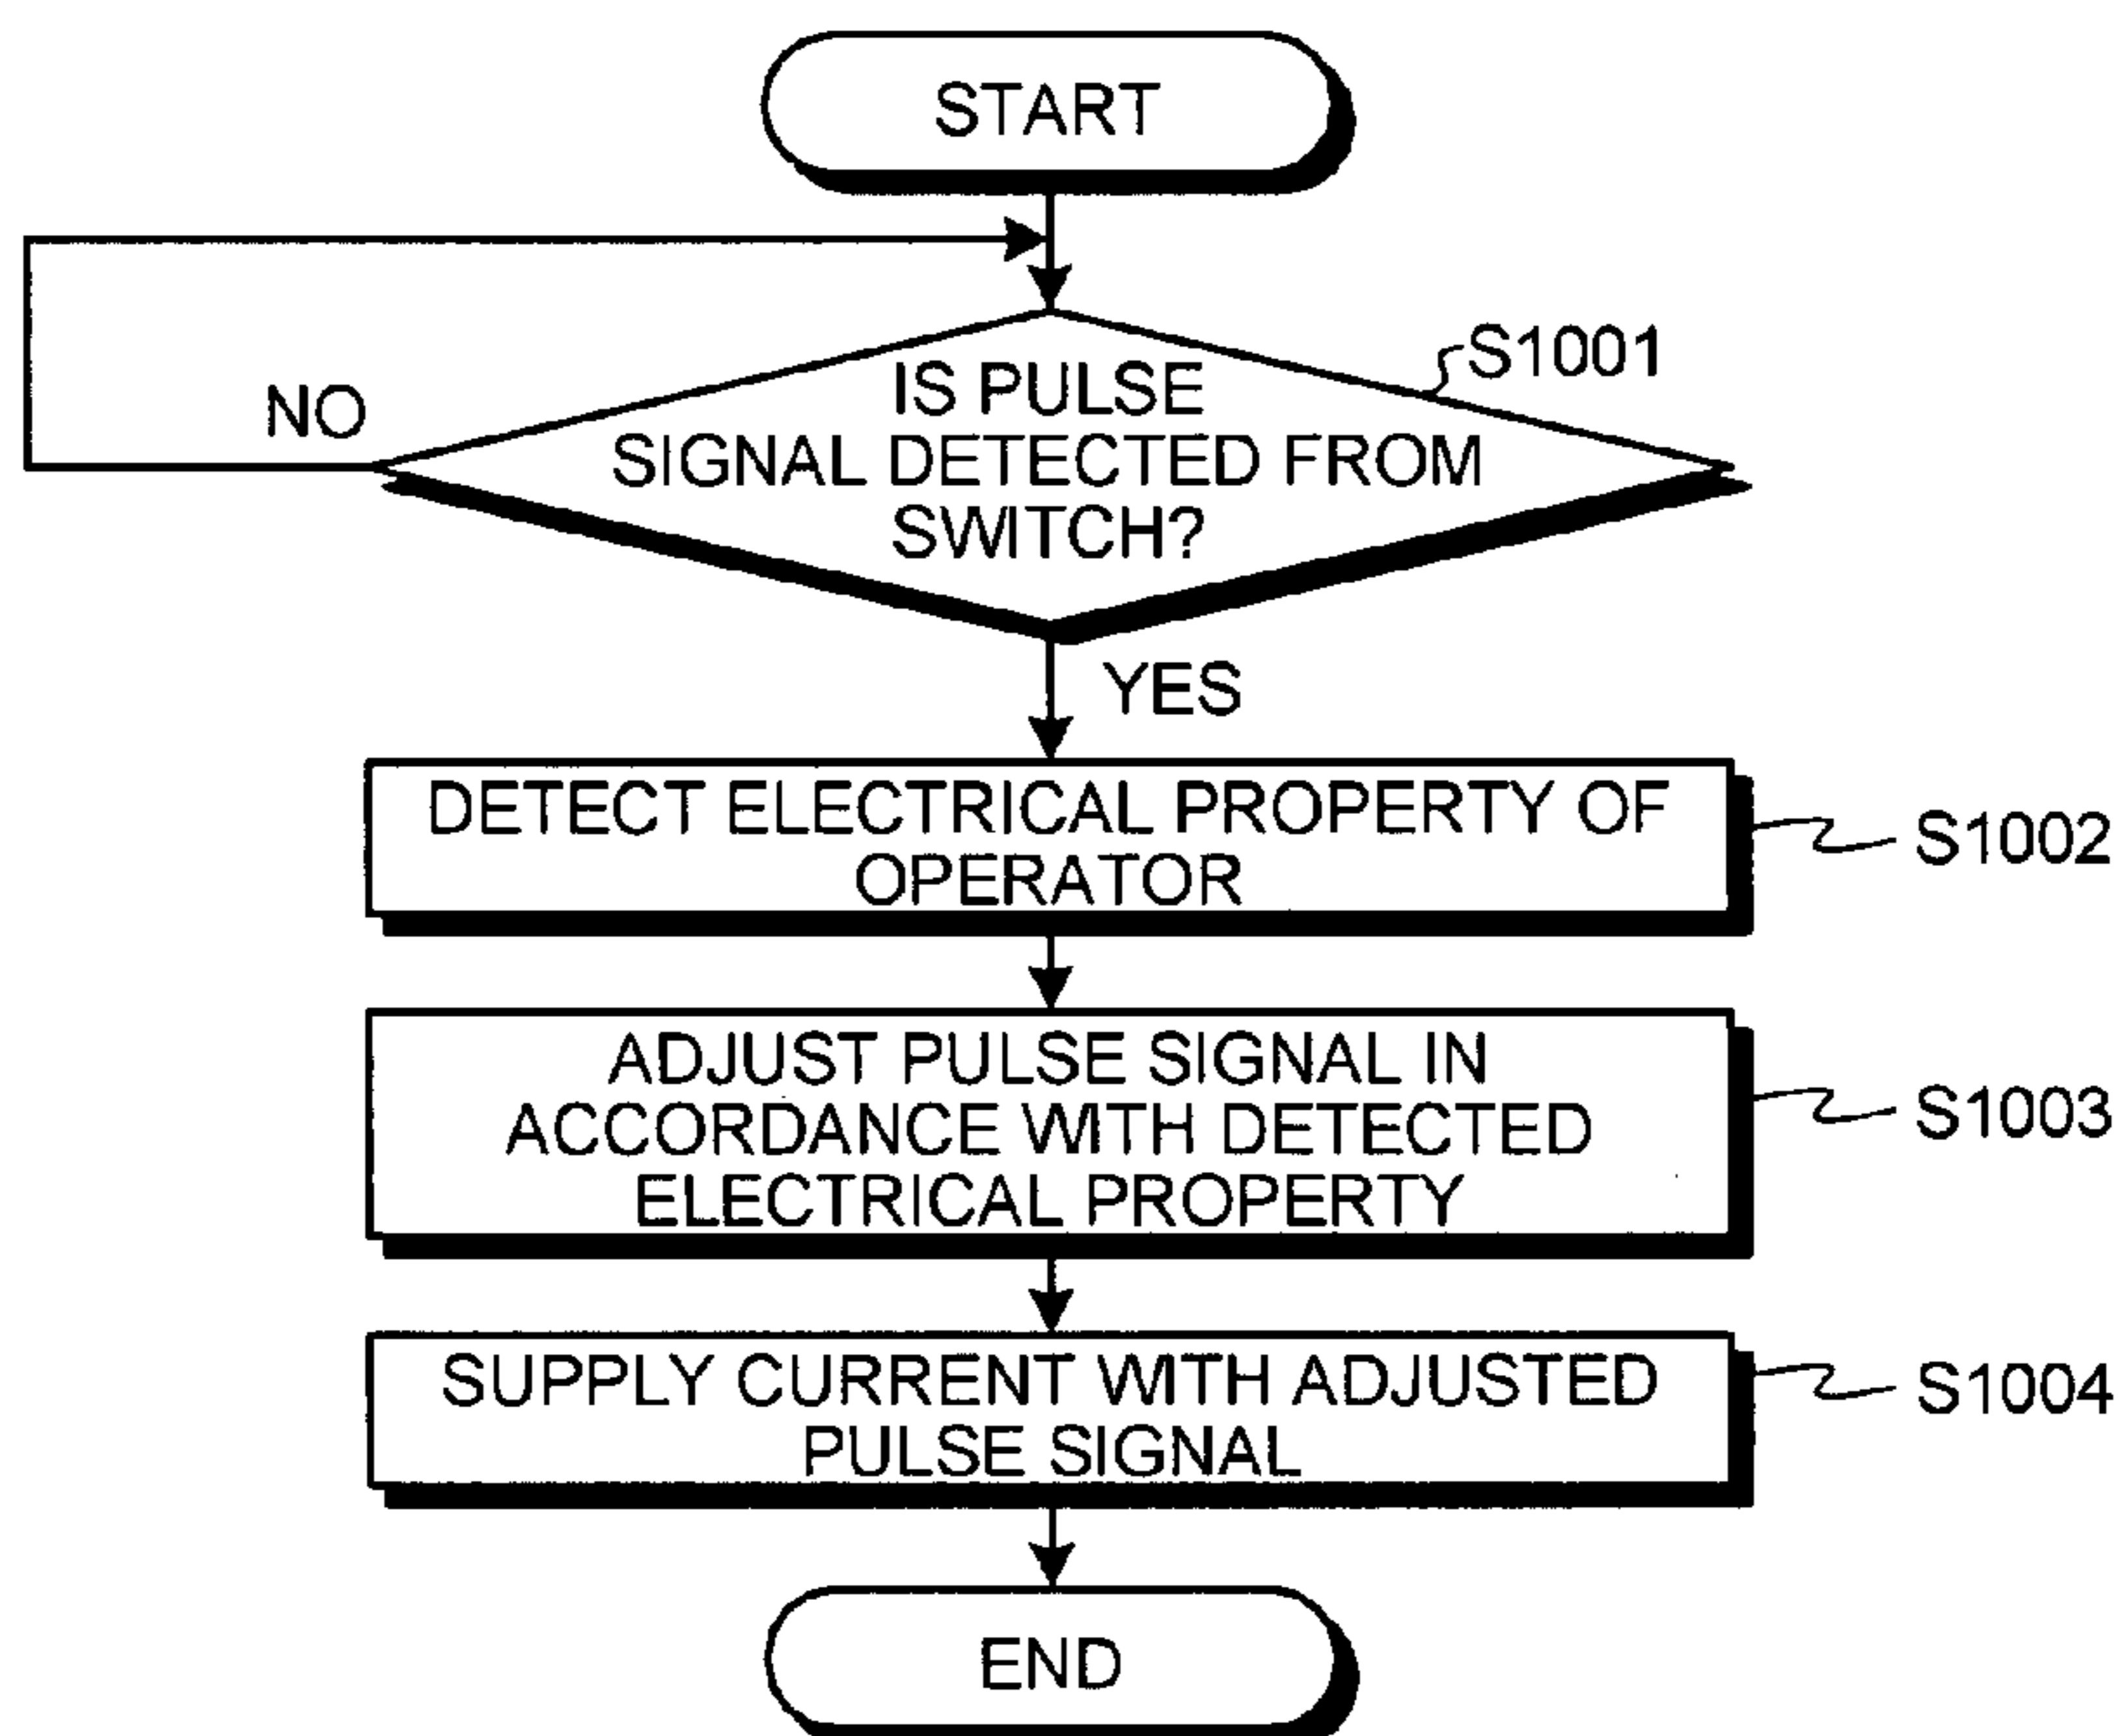 START
NO
IS PULSE
SIGNAL DETECTED FROM
SWITCH?
S1001
YES
DETECT ELECTRICAL PROPERTY OF
OPERATOR
S1002
ADJUST PULSE SIGNAL IN
ACCORDANCE WITH DETECTED
ELECTRICAL PROPERTY
S1003
SUPPLY CURRENT WITH ADJUSTED
PULSE SIGNAL
S1004
END